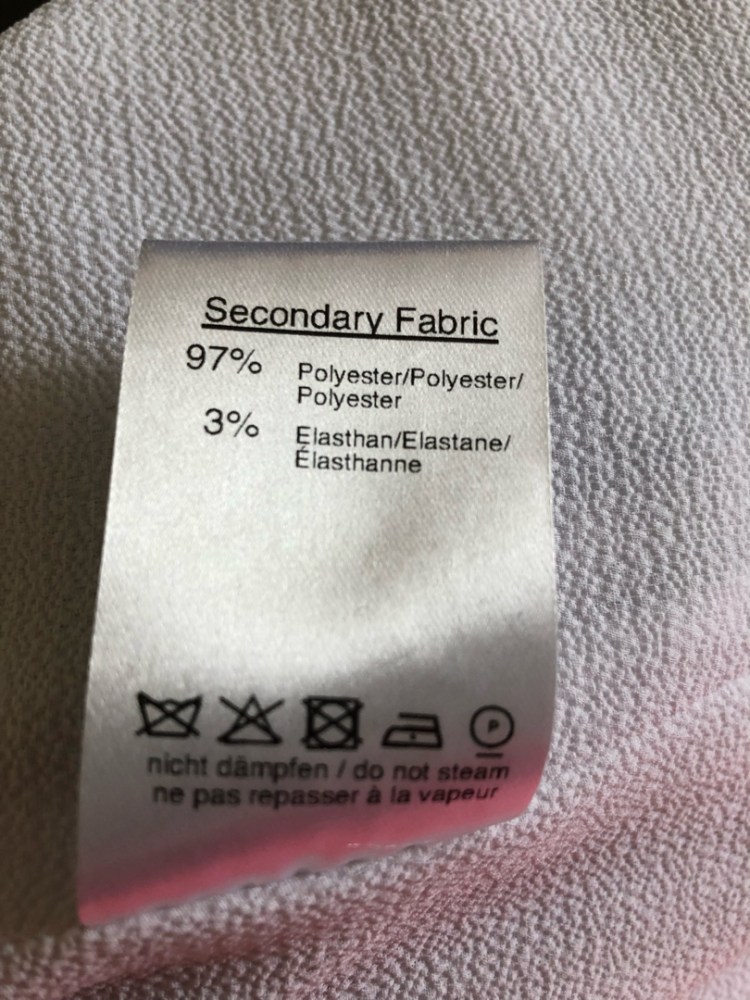 Secondary Fabric
97% Polyester/Polyester/
Polyester
3% Elasthan/Elastane/
Élasthanne
P
nicht dämpfen / do not steam
ne pas repasser à la vapeur